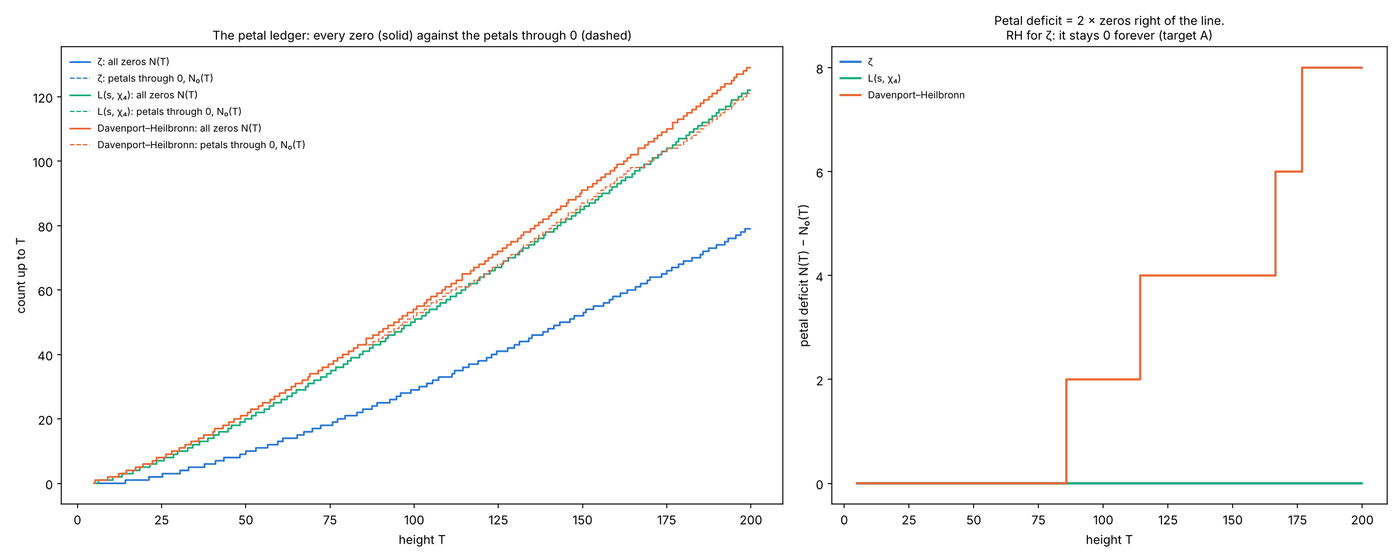 The petal ledger: every zero (solid) against the petals through 0 (dashed)
ζ: all zeros N(T)
ζ: petals through 0, N₀(T)
L(s, χ₄): all zeros N(T)
L(s, χ₄): petals through 0, N₀(T)
Davenport–Heilbronn: all zeros N(T)
Davenport–Heilbronn: petals through 0, N₀(T)
count up to T
120
100
80
60
40
20
0
0 25 50 75 100 125 150 175 200
height T
Petal deficit = 2 × zeros right of the line.
RH for ζ: it stays 0 forever (target A)
ζ
L(s, χ₄)
Davenport–Heilbronn
petal deficit N(T) − N₀(T)
8
6
4
2
0
0 25 50 75 100 125 150 175 200
height T